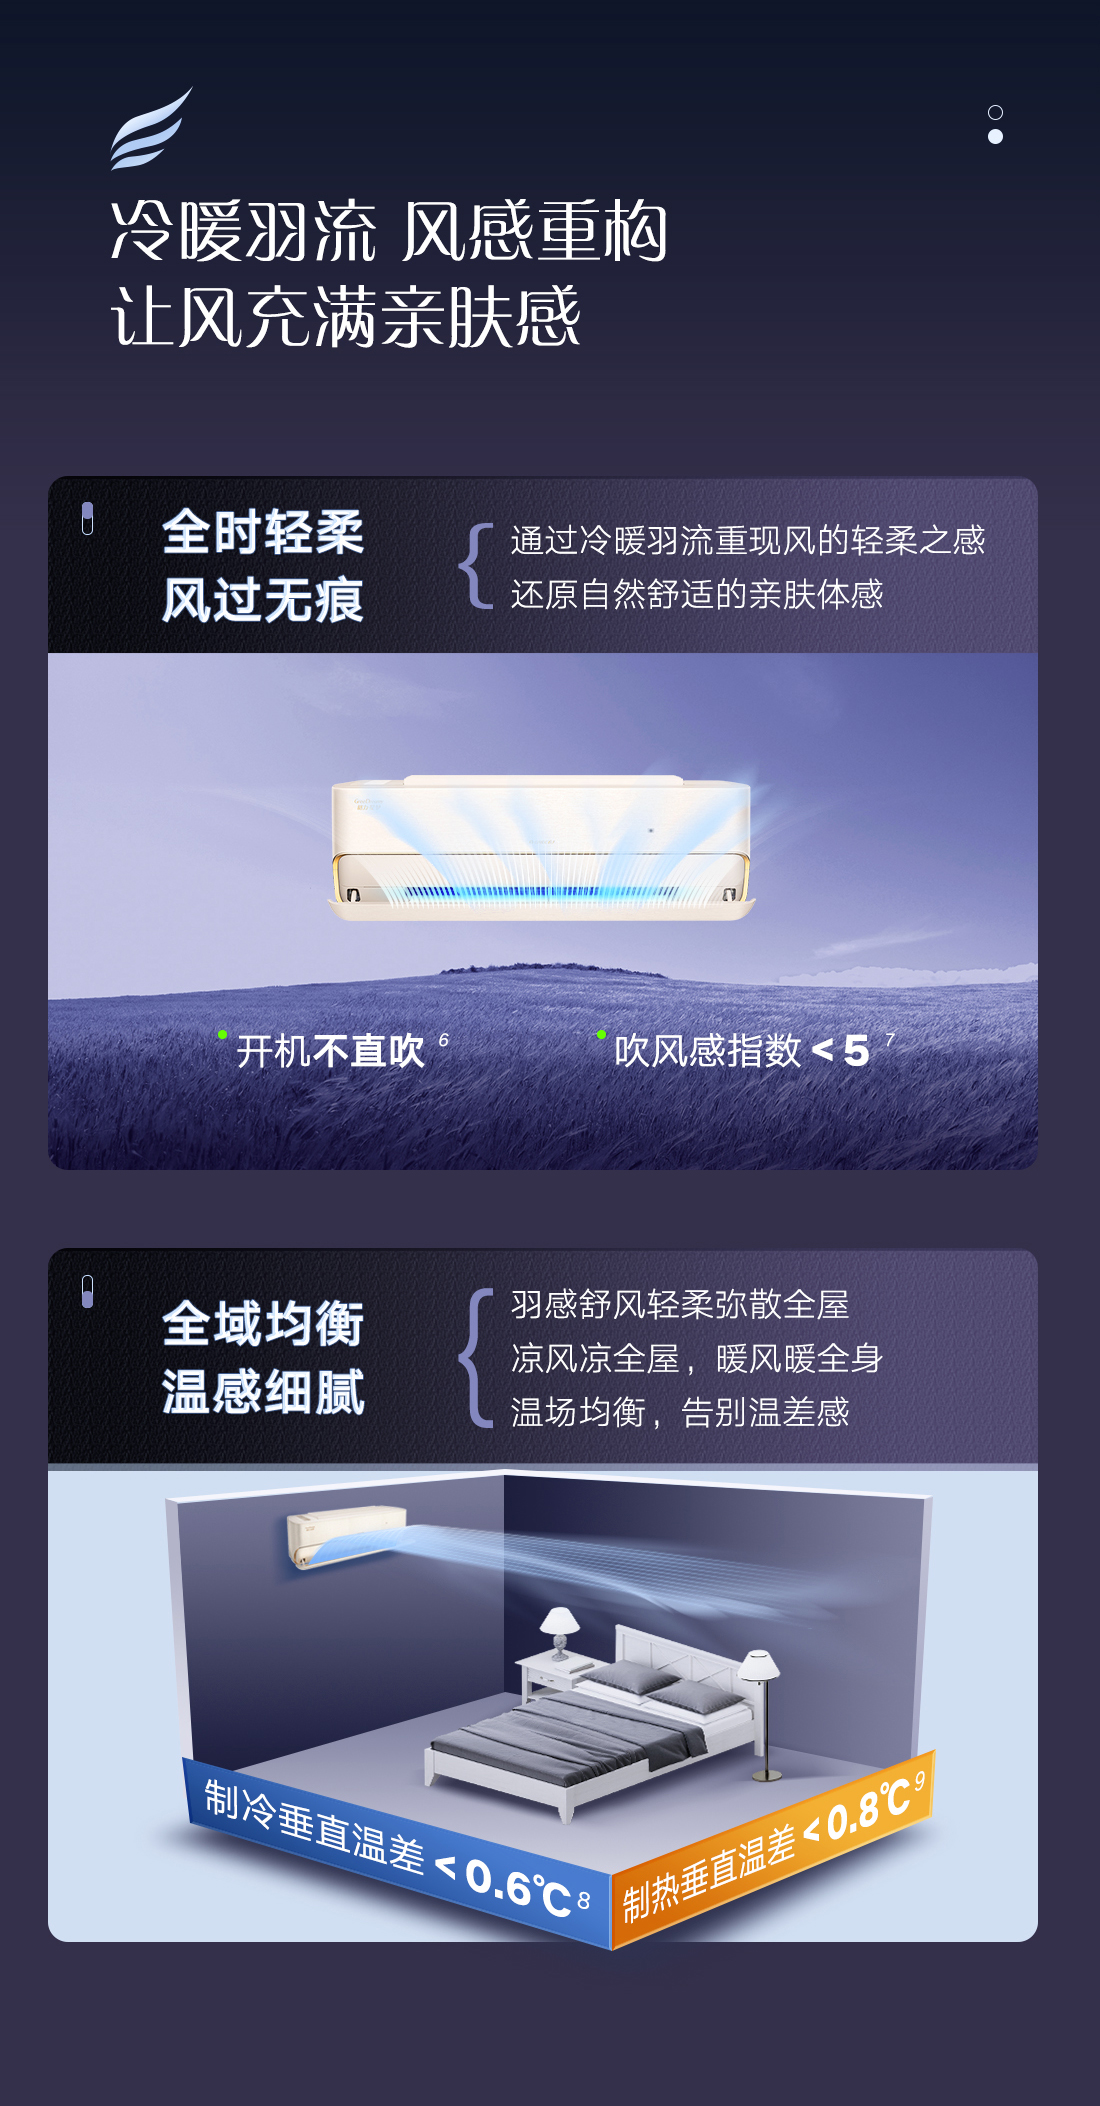 冷暖羽流 风感重构
让风充满亲肤感
全时轻柔
风过无痕
通过冷暖羽流重现风的轻柔之感
还原自然舒适的亲肤体感
开机不直吹 6
吹风感指数 < 5 7
全域均衡
温感细腻
羽感舒风轻柔弥散全屋
凉风凉全屋，暖风暖全身
温场均衡，告别温差感
制冷垂直温差 < 0.6℃ 8
制热垂直温差 < 0.8℃ 9